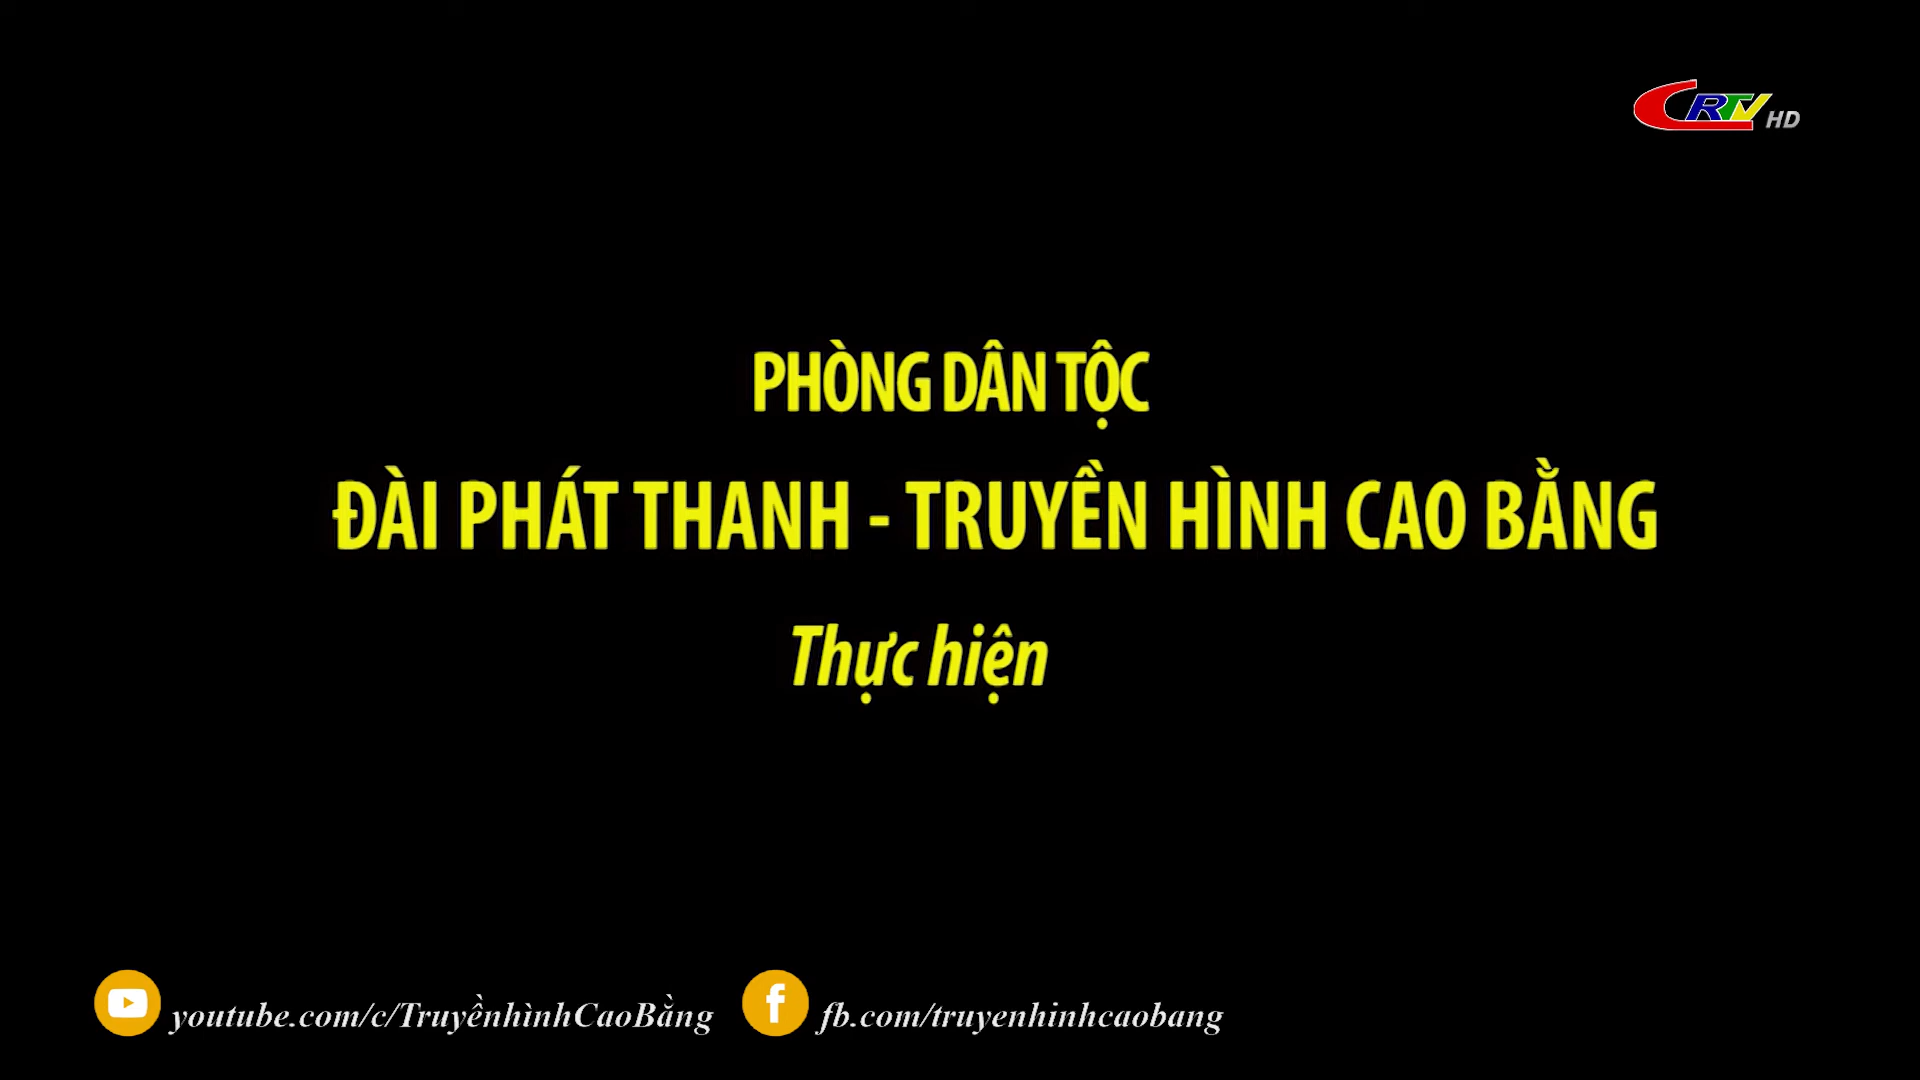 CRTV HD
PHÒNG DÂN TỘC
ĐÀI PHÁT THANH - TRUYỀN HÌNH CAO BẰNG
Thực hiện
youtube.com/c/TruyềnhìnhCaoBằng
fb.com/truyenhinhcaobang